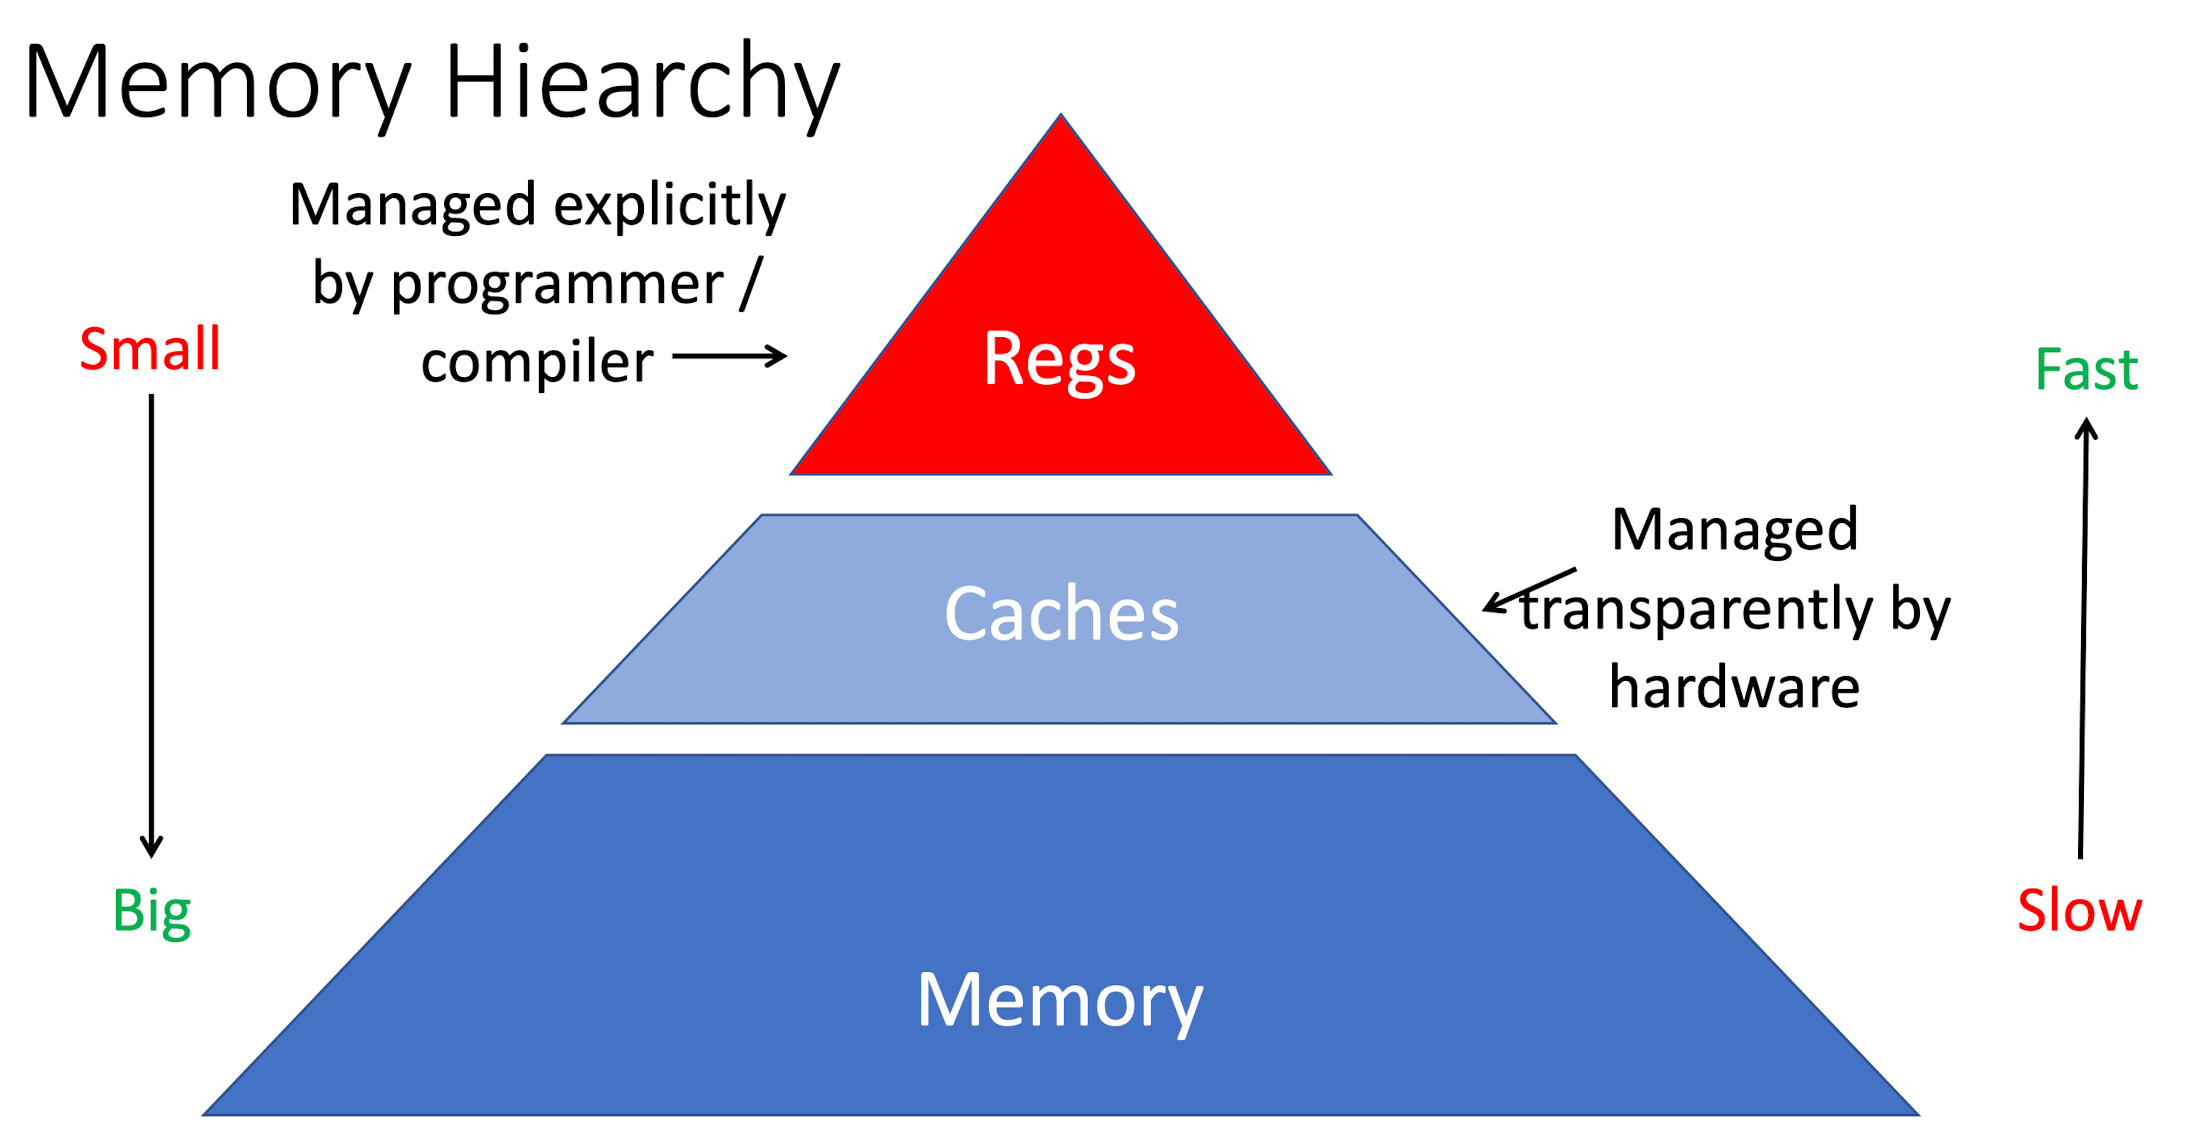 Memory Hiearchy
Managed explicitly
by programmer /
compiler
Small
Regs
Fast
Managed
transparently by
hardware
Caches
Big
Slow
Memory